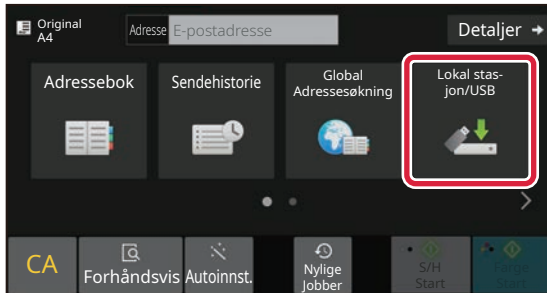 Original
A4
Adresse E-postadresse
Detaljer
Adressebok
Sendehistorie
Global
Adressesøkning
Lokal stas-
jon/USB
CA
Forhåndsvis
Autoinnst.
Nylige
Jobber
S/H
Start
Farge
Start